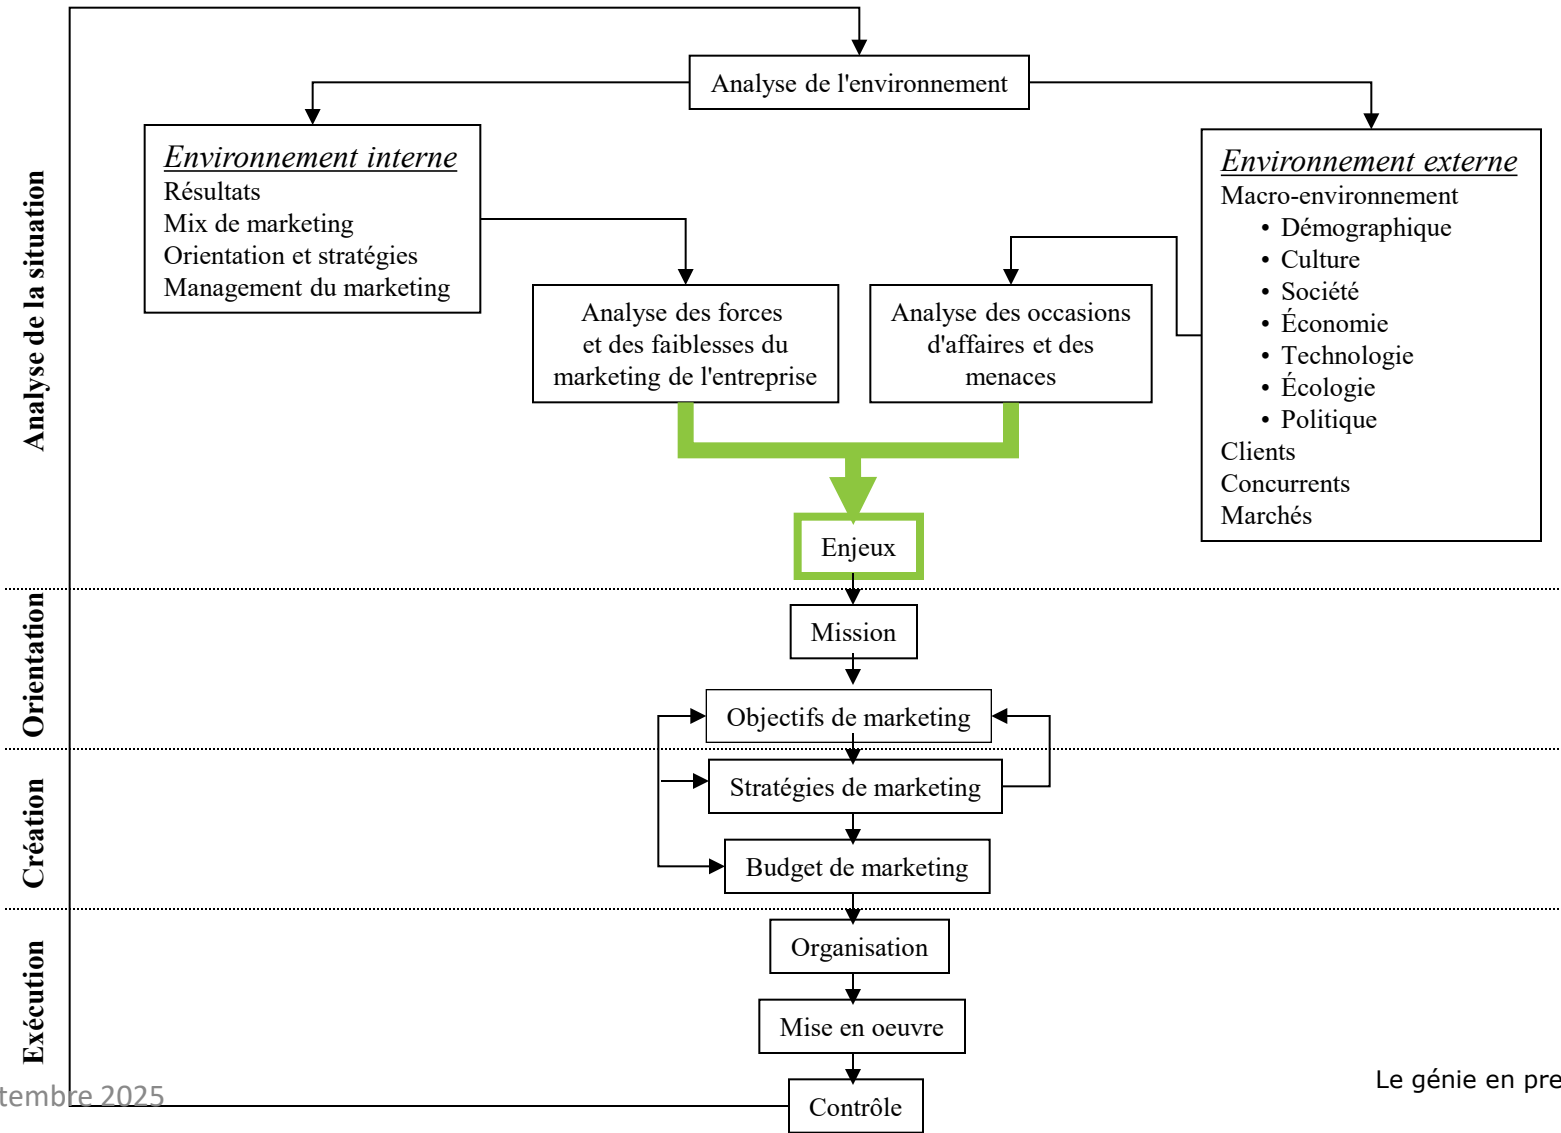 Analyse de l'environnement
Analyse de la situation
Environnement interne
Résultats
Mix de marketing
Orientation et stratégies
Management du marketing
Analyse des forces
et des faiblesses du
marketing de l'entreprise
Analyse des occasions
d'affaires et des
menaces
Environnement externe
Macro-environnement
• Démographique
• Culture
• Société
• Économie
• Technologie
• Écologie
• Politique
Clients
Concurrents
Marchés
Enjeux
Orientation
Mission
Objectifs de marketing
Création
Stratégies de marketing
Budget de marketing
Exécution
Organisation
Mise en oeuvre
Contrôle
tembre 2025
Le génie en pre